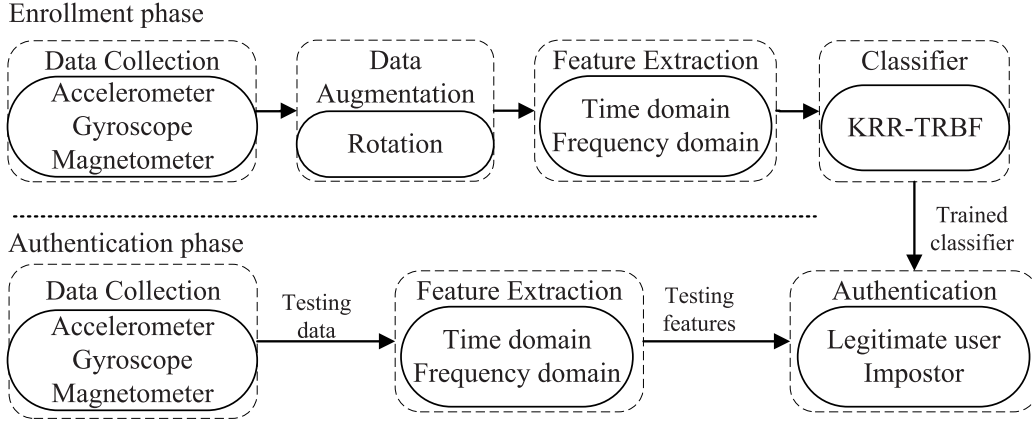 Enrollment phase
Data Collection
Accelerometer
Gyroscope
Magnetometer
Data
Augmentation
Rotation
Feature Extraction
Time domain
Frequency domain
Classifier
KRR-TRBF
Trained
classifier
Authentication phase
Data Collection
Accelerometer
Gyroscope
Magnetometer
Testing
data
Feature Extraction
Time domain
Frequency domain
Testing
features
Authentication
Legitimate user
Impostor